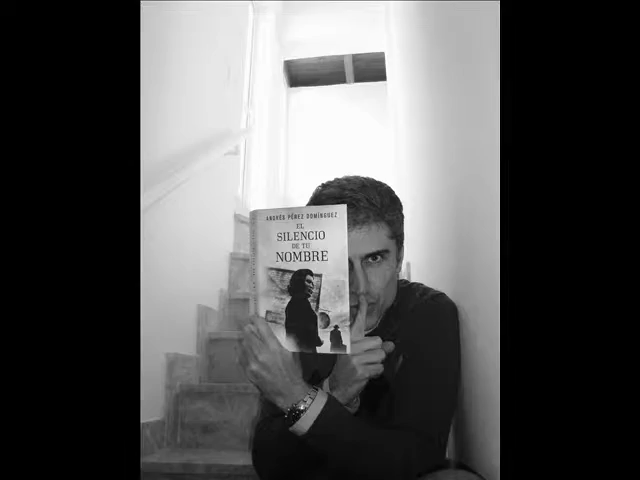 ANDRÉS PÉREZ DOMÍNGUEZ
EL
SILENCIO
DE TU
NOMBRE